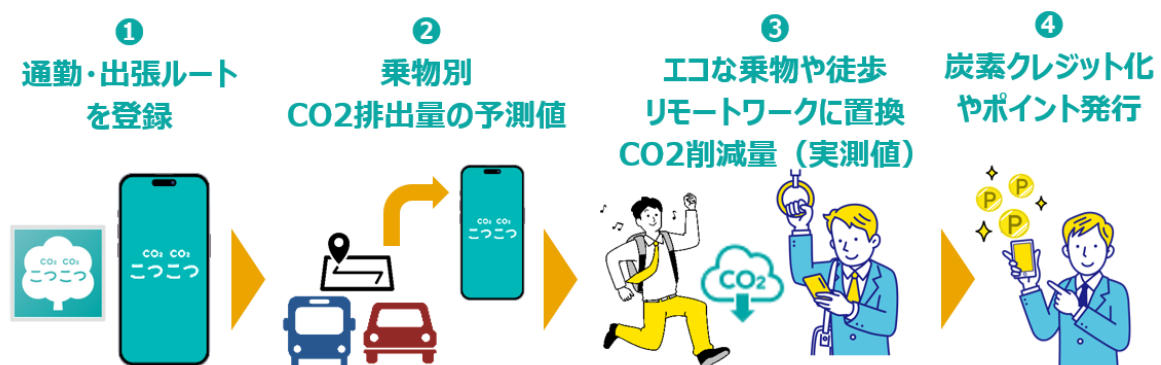 ❶
通勤・出張ルート
を登録
CO₂ CO₂
こつこつ
CO₂ CO₂
こつこつ
❷
乗物別
CO2排出量の予測値
CO₂ CO₂
こつこつ
❸
エコな乗物や徒歩
リモートワークに置換
CO2削減量（実測値）
CO2
❹
炭素クレジット化
やポイント発行
P
P
P